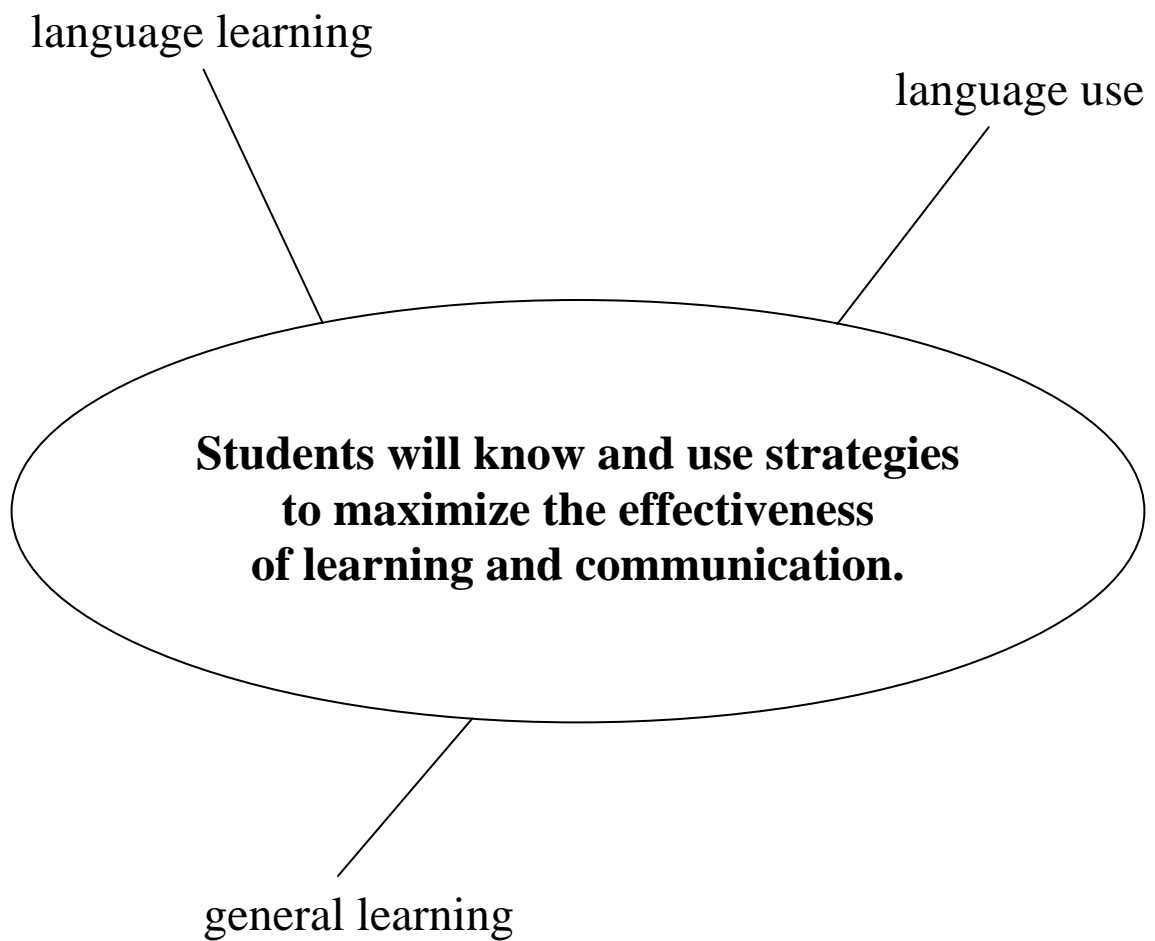 language learning
language use
Students will know and use strategies
to maximize the effectiveness
of learning and communication.
general learning